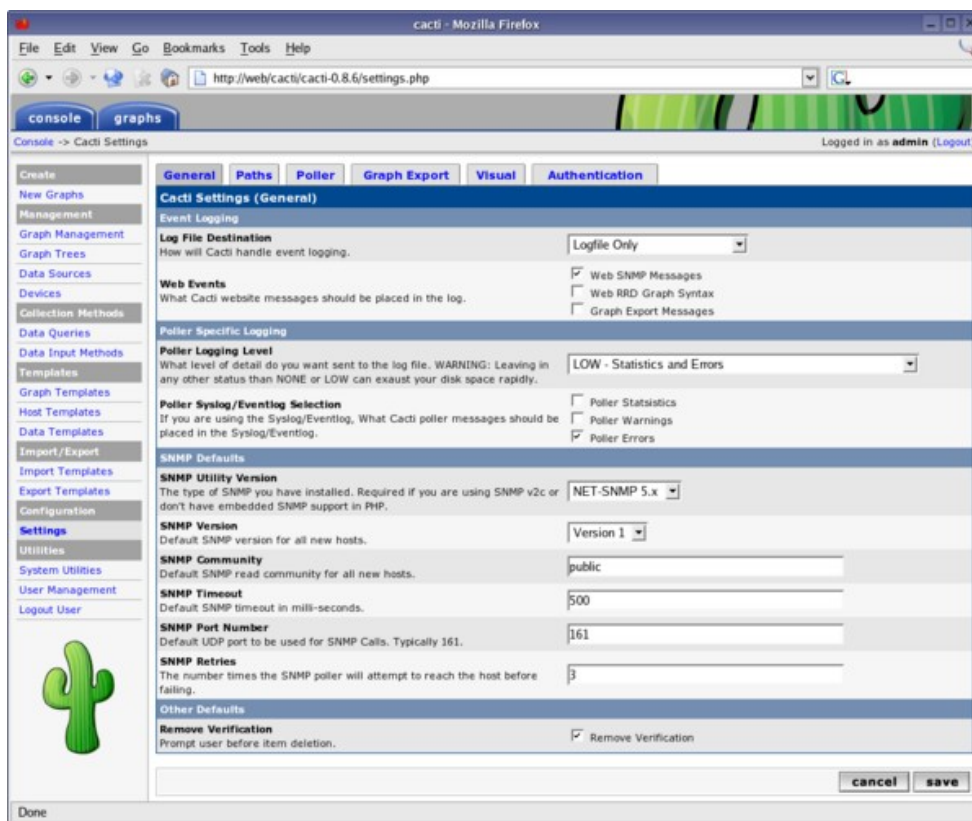 cacti - Mozilla Firefox
File Edit View Go Bookmarks Tools Help
http://web/cacti/cacti-0.8.6/settings.php
G
console graphs
Console -> Cacti Settings
Logged in as admin (Logout
Create
New Graphs
Management
Graph Management
Graph Trees
Data Sources
Devices
Collection Methods
Data Queries
Data Input Methods
Templates
Graph Templates
Host Templates
Data Templates
Import/Export
Import Templates
Export Templates
Configuration
Settings
Utilities
System Utilities
User Management
Logout User
General Paths Poller Graph Export Visual Authentication
Cacti Settings (General)
Event Logging
Log File Destination
How will Cacti handle event logging.
Logfile Only
Web Events
What Cacti website messages should be placed in the log.
Web SNMP Messages
Web RRD Graph Syntax
Graph Export Messages
Poller Specific Logging
Poller Logging Level
What level of detail do you want sent to the log file. WARNING: Leaving in
any other status than NONE or LOW can exaust your disk space rapidly.
LOW - Statistics and Errors
Poller Syslog/Eventlog Selection
If you are using the Syslog/Eventlog, What Cacti poller messages should be
placed in the Syslog/Eventlog.
Poller Statsistics
Poller Warnings
Poller Errors
SNMP Defaults
SNMP Utility Version
The type of SNMP you have installed. Required if you are using SNMP v2c or
don't have embedded SNMP support in PHP.
NET-SNMP 5.x
SNMP Version
Default SNMP version for all new hosts.
Version 1
SNMP Community
Default SNMP read community for all new hosts.
public
SNMP Timeout
Default SNMP timeout in milli-seconds.
500
SNMP Port Number
Default UDP port to be used for SNMP Calls. Typically 161.
161
SNMP Retries
The number times the SNMP poller will attempt to reach the host before
failing.
3
Other Defaults
Remove Verification
Prompt user before item deletion.
Remove Verification
cancel save
Done